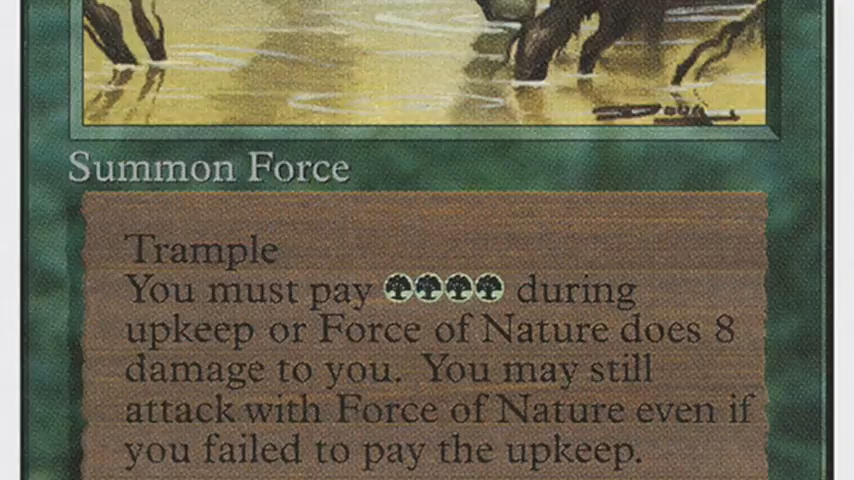 Summon Force
Trample
You must pay during
upkeep or Force of Nature does 8
damage to you. You may still
attack with Force of Nature even if
you failed to pay the upkeep.